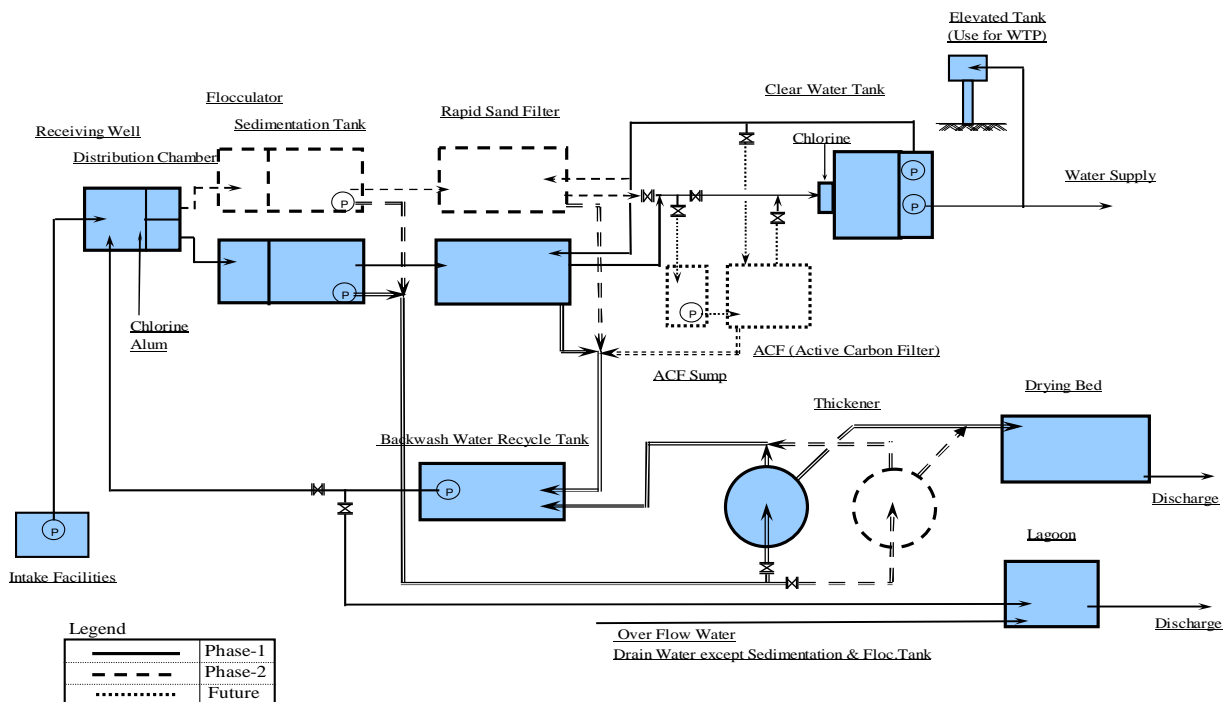 Elevated Tank
(Use for WTP)
Clear Water Tank
Flocculator
Rapid Sand Filter
Sedimentation Tank
Receiving Well
Chlorine
Distribution Chamber
P
P
Water Supply
P
P
P
Chlorine
Alum
ACF (Active Carbon Filter)
ACF Sump
Drying Bed
Thickener
Backwash Water Recycle Tank
P
Discharge
P
Lagoon
Intake Facilities
Discharge
Over Flow Water
Drain Water except Sedimentation & Floc.Tank
Legend
Phase-1
Phase-2
Future